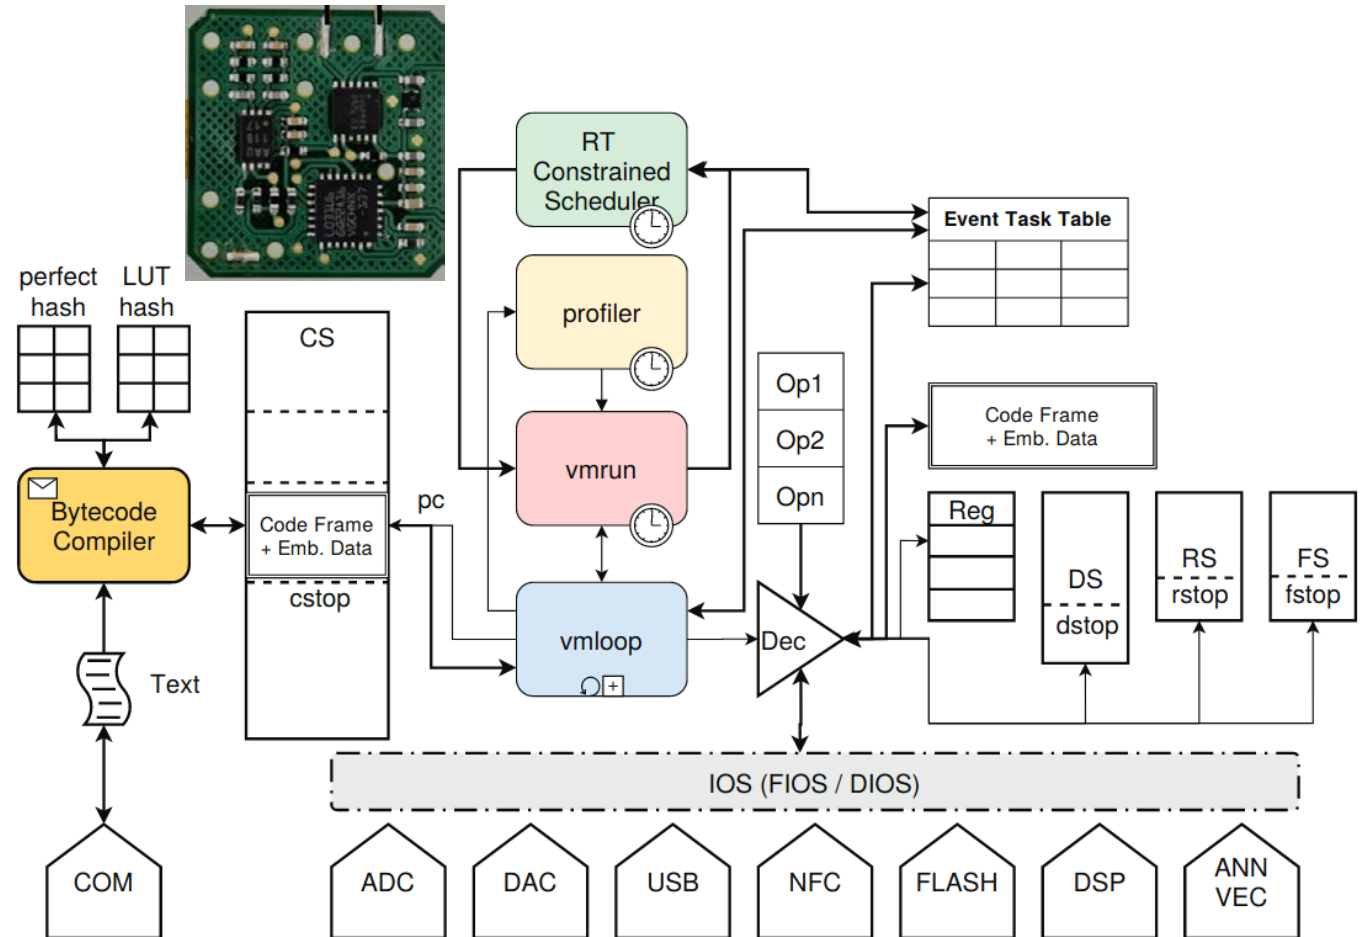 RT
Constrained
Scheduler
Event Task Table
perfect
hash
LUT
hash
CS
profiler
Op1
Op2
Opn
Code Frame
+ Emb. Data
vmrun
pc
Bytecode
Compiler
Code Frame
+ Emb. Data
cstop
Reg
DS
dstop
RS
rstop
FS
fstop
vmloop
Dec
Text
IOS (FIOS / DIOS)
COM
ADC
DAC
USB
NFC
FLASH
DSP
ANN
VEC